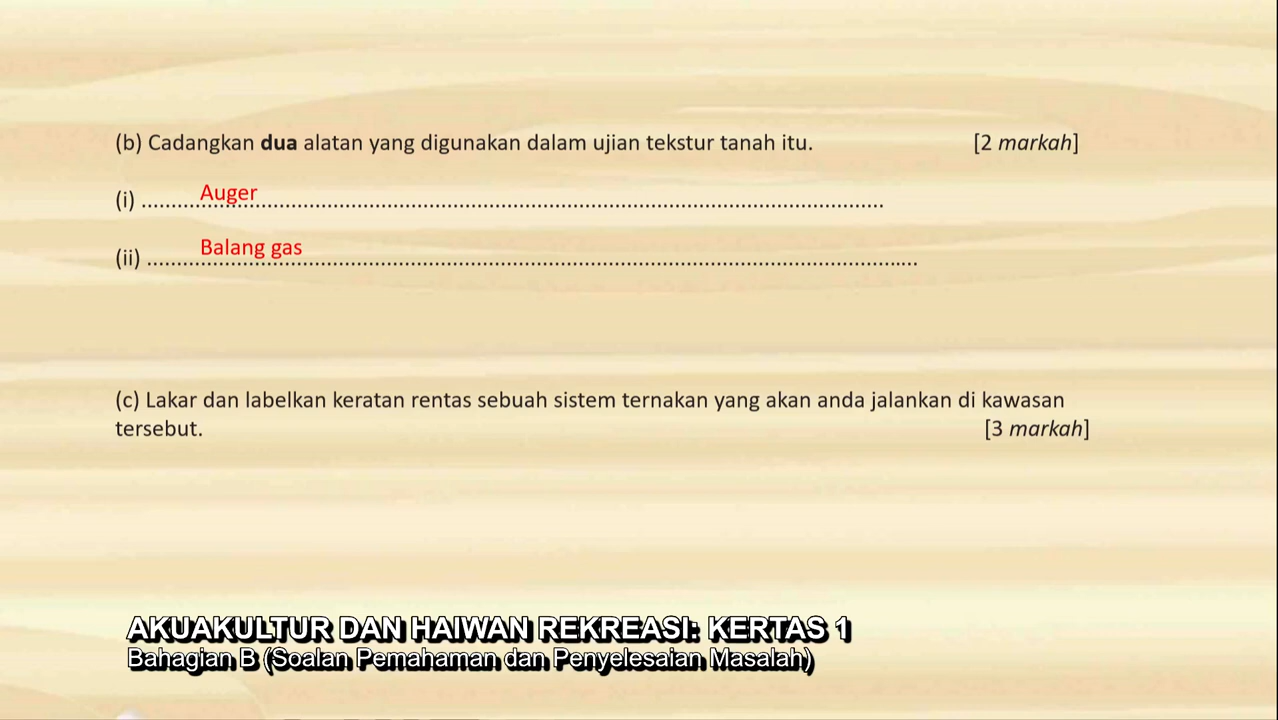 (b) Cadangkan dua alatan yang digunakan dalam ujian tekstur tanah itu. [2 markah]
(i) Auger
(ii) Balang gas
(c) Lakar dan labelkan keratan rentas sebuah sistem ternakan yang akan anda jalankan di kawasan
tersebut. [3 markah]
AKUAKULTUR DAN HAIWAN REKREASI: KERTAS 1
Bahagian B (Soalan Pemahaman dan Penyelesaian Masalah)